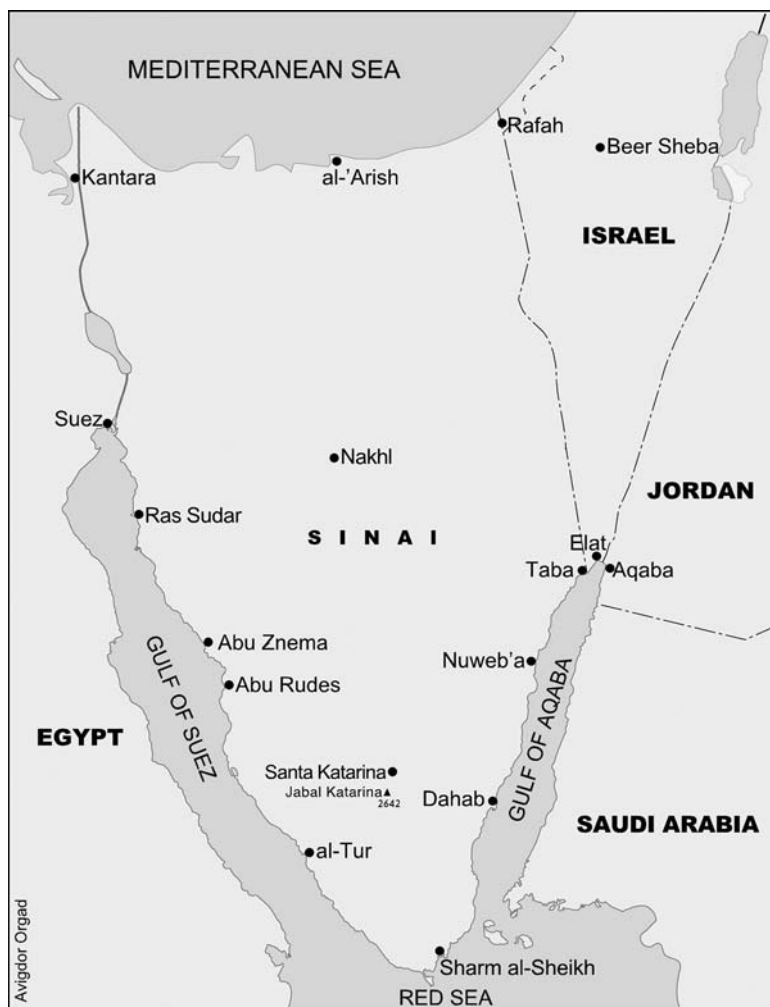 MEDITERRANEAN SEA
Rafah
Beer Sheba
Kantara
al-'Arish
ISRAEL
Suez
Nakhl
JORDAN
Ras Sudar
SINAI
Elat
Taba
Aqaba
Abu Znema
Nuweb'a
GULF OF SUEZ
GULF OF AQABA
Abu Rudes
EGYPT
Santa Katarina
Jabal Katarina
2642
Dahab
SAUDI ARABIA
al-Tur
Avigdor Orgad
Sharm al-Sheikh
RED SEA